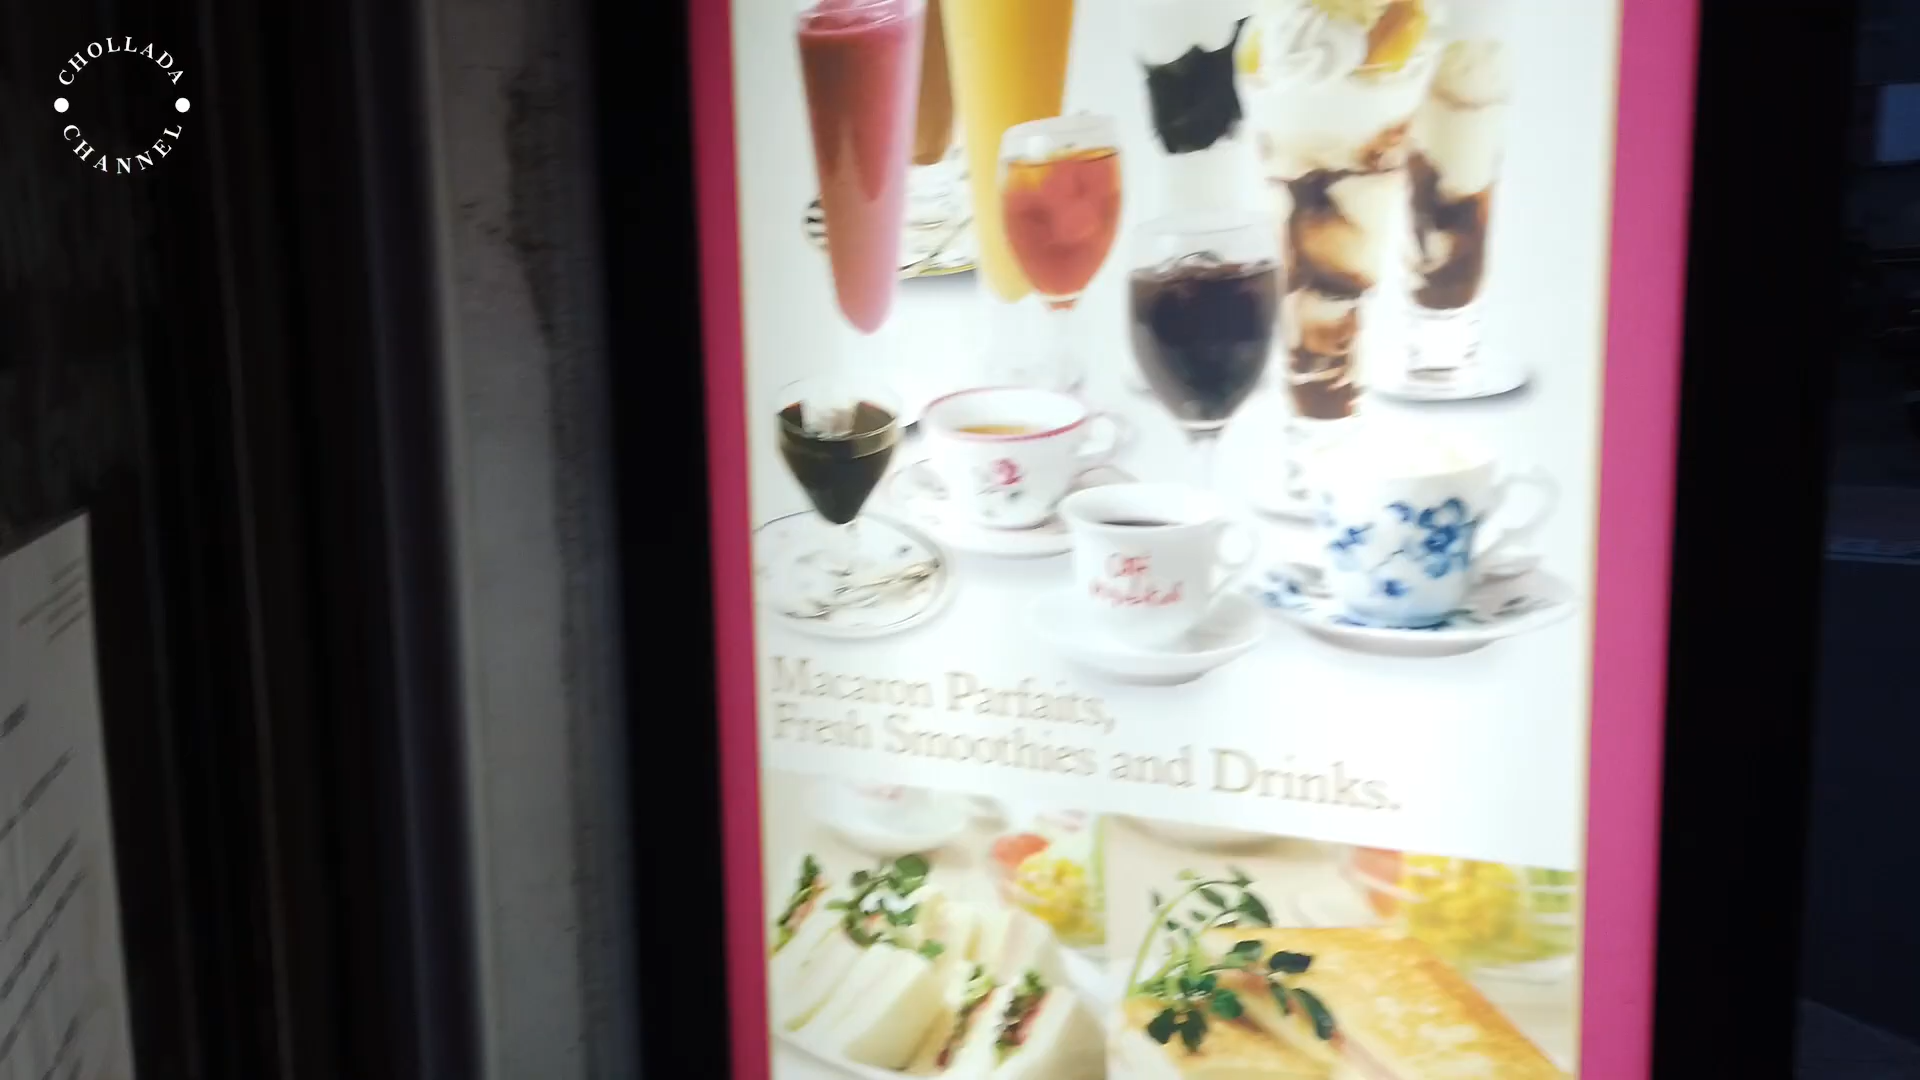 CHOLLADA
CHANNEL
Macaron Parfaits,
Fresh Smoothies and Drinks.